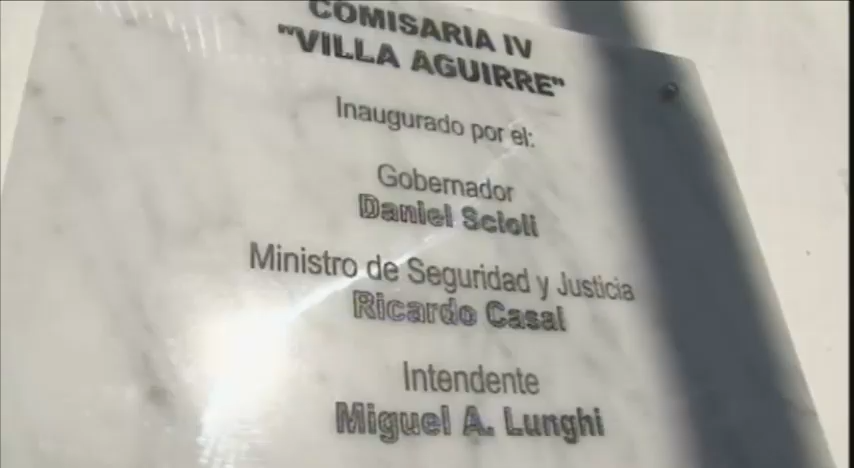 COMISARIA IV
"VILLA AGUIRRE"
Inaugurado por el:
Gobernador
Daniel Scioli
Ministro de Seguridad y Justicia
Ricardo Casal
Intendente
Miguel A. Lunghi